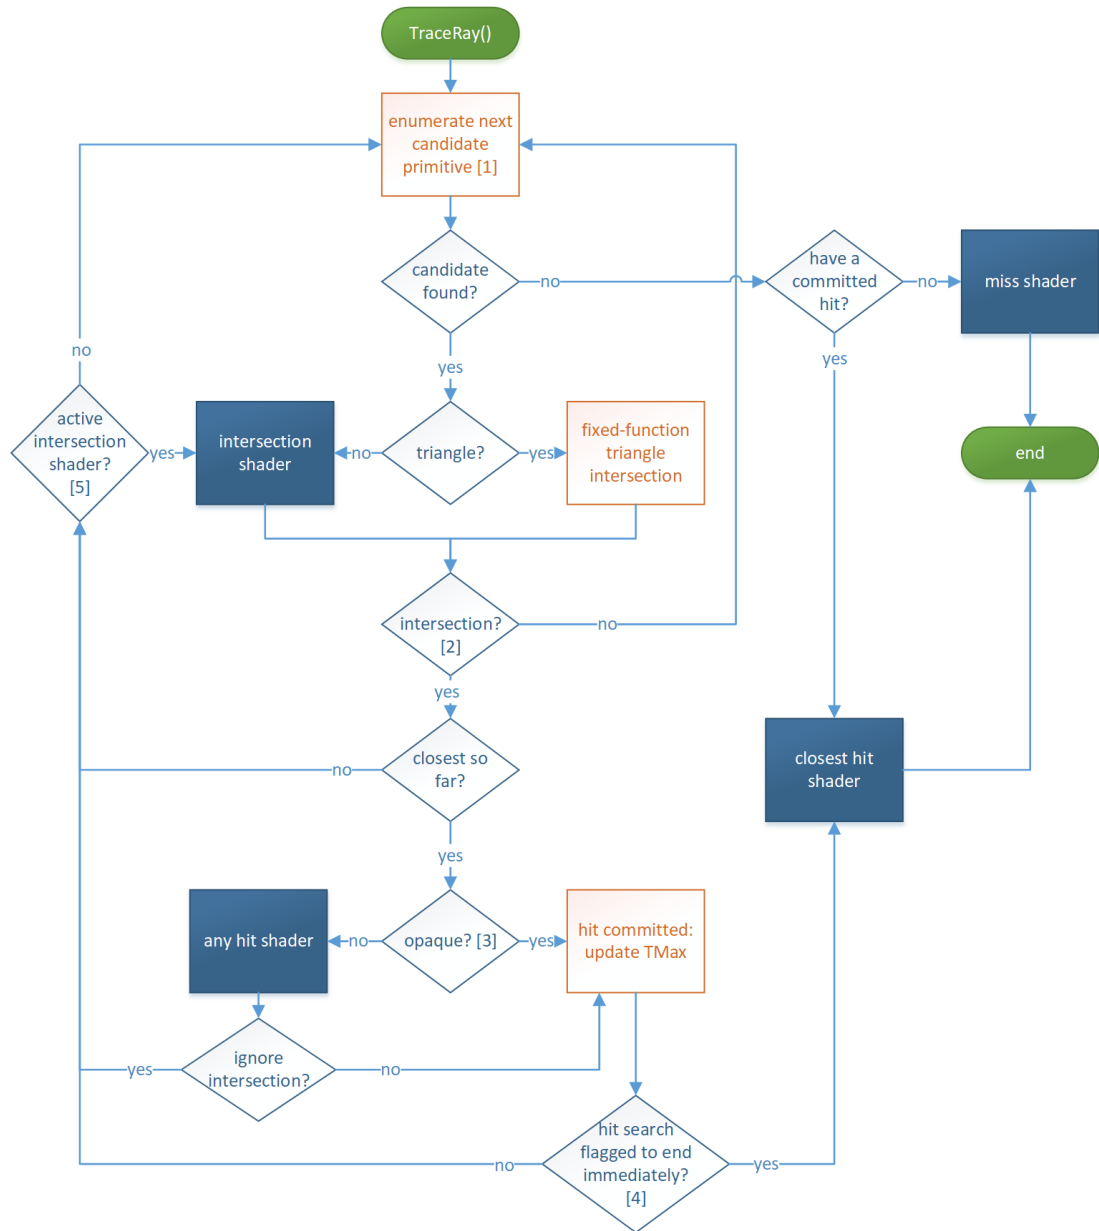 TraceRay()
enumerate next
candidate
primitive [1]
candidate
found?
no
have a
committed
hit?
no
miss shader
yes
yes
no
active
intersection
shader?
[5]
yes
intersection
shader
no
triangle?
yes
fixed-function
triangle
intersection
end
intersection?
[2]
no
yes
closest so
far?
no
closest hit
shader
yes
any hit shader
no
opaque? [3]
yes
hit committed:
update TMax
yes
ignore
intersection?
no
hit search
flagged to end
immediately?
[4]
no
yes